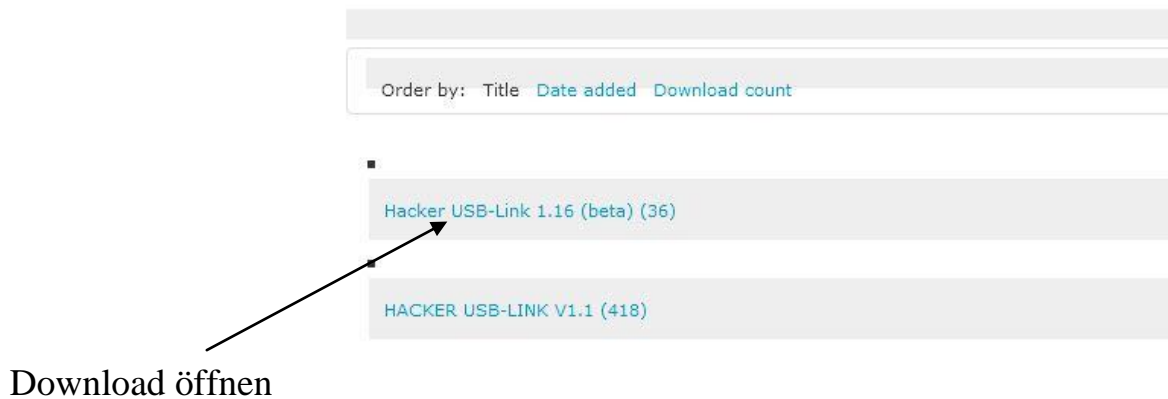 Order by: Title Date added Download count
Hacker USB-Link 1.16 (beta) (36)
HACKER USB-LINK V1.1 (418)
Download öffnen